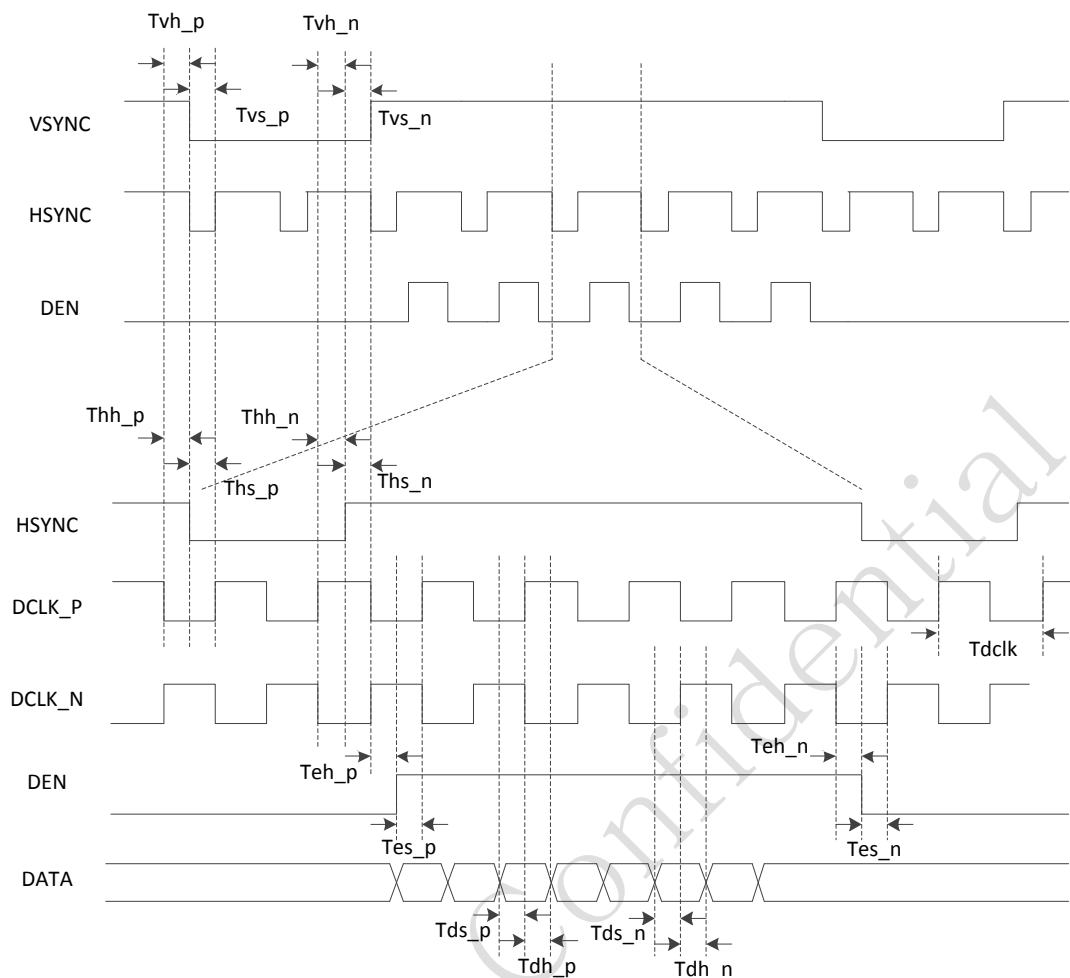 Tvh_p Tvh_n
Tvs_p Tvs_n
VSYNC
HSYNC
DEN
Thh_p Thh_n
Ths_p Ths_n
HSYNC
DCLK_P
Tdclk
DCLK_N
Teh_p Teh_n
DEN
Tes_p Tes_n
DATA
Tds_p Tds_n
Tdh_p Tdh_n
Confidential